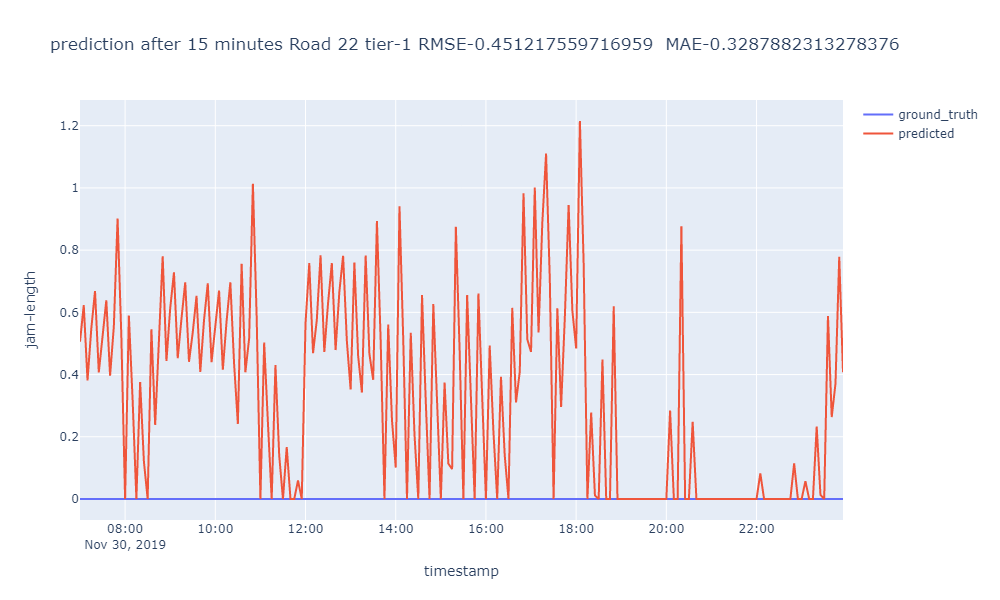 prediction after 15 minutes Road 22 tier-1 RMSE-0.451217559716959  MAE-0.3287882313278376
ground_truth
predicted
jam-length
1.2
1
0.8
0.6
0.4
0.2
0
08:00
10:00
12:00
14:00
16:00
18:00
20:00
22:00
Nov 30, 2019
timestamp